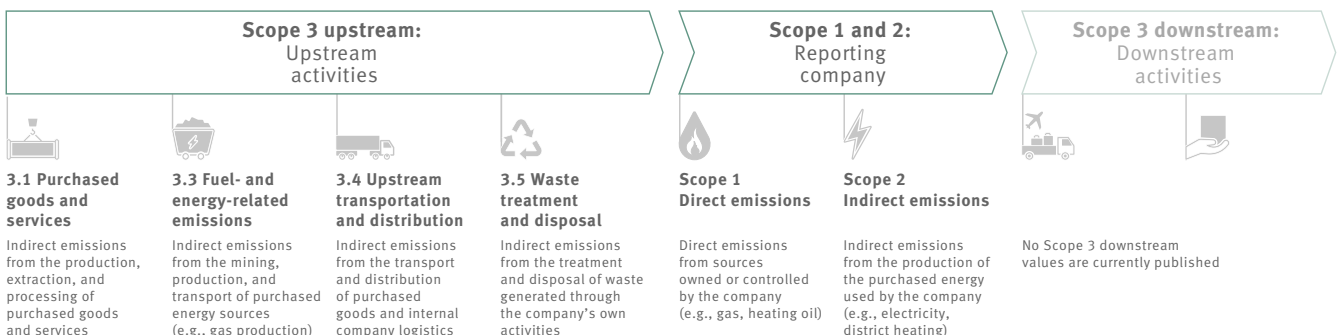 Scope 3 upstream:
Upstream
activities
Scope 1 and 2:
Reporting
company
Scope 3 downstream:
Downstream
activities
3.1 Purchased
goods and
services
Indirect emissions
from the production,
extraction, and
processing of
purchased goods
and services
3.3 Fuel- and
energy-related
emissions
Indirect emissions
from the mining,
production, and
transport of purchased
energy sources
(e.g., gas production)
3.4 Upstream
transportation
and distribution
Indirect emissions
from the transport
and distribution
of purchased
goods and internal
company logistics
3.5 Waste
treatment
and disposal
Indirect emissions
from the treatment
and disposal of waste
generated through
the company’s own
activities
Scope 1
Direct emissions
Direct emissions
from sources
owned or controlled
by the company
(e.g., gas, heating oil)
Scope 2
Indirect emissions
Indirect emissions
from the production of
the purchased energy
used by the company
(e.g., electricity,
district heating)
No Scope 3 downstream
values are currently published